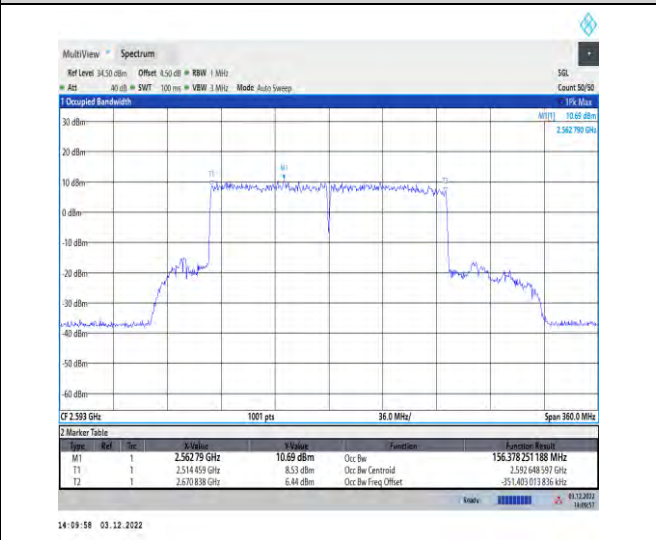 MultiView Spectrum
Ref Level 34.50 dBm Offset 4.50 dB RBW 1 MHz SGL
Att 40 dB SWT 100 ms VBW 3 MHz Mode Auto Sweep Count 50/50
1 Occupied Bandwidth 1Pk Max
M1[1] 10.69 dBm
2.562 790 GHz
30 dBm
20 dBm
M1
T1
T2
10 dBm
0 dBm
-10 dBm
-20 dBm
-30 dBm
-40 dBm
-50 dBm
-60 dBm
CF 2.593 GHz 1001 pts 36.0 MHz/ Span 360.0 MHz
2 Marker Table
Type Ref Trc X-Value Y-Value Function Function Result
M1 1 2.56279 GHz 10.69 dBm Occ Bw 156.378 251 188 MHz
T1 1 2.514 459 GHz 8.53 dBm Occ Bw Centroid 2.592 648 597 GHz
T2 1 2.670 838 GHz 6.44 dBm Occ Bw Freq Offset -351.403 013 836 kHz
Ready 03.12.2022
14:09:57
14:09:58 03.12.2022